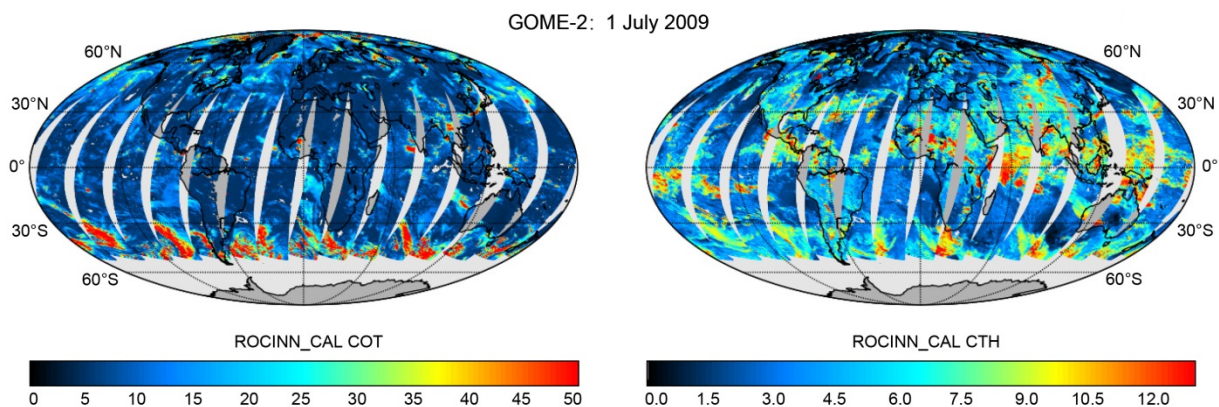 GOME-2: 1 July 2009
60°N
30°N
0°
30°S
60°S
60°N
30°N
0°
30°S
60°S
ROCINN_CAL COT
0 5 10 15 20 25 30 35 40 45 50
ROCINN_CAL CTH
0.0 1.5 3.0 4.5 6.0 7.5 9.0 10.5 12.0